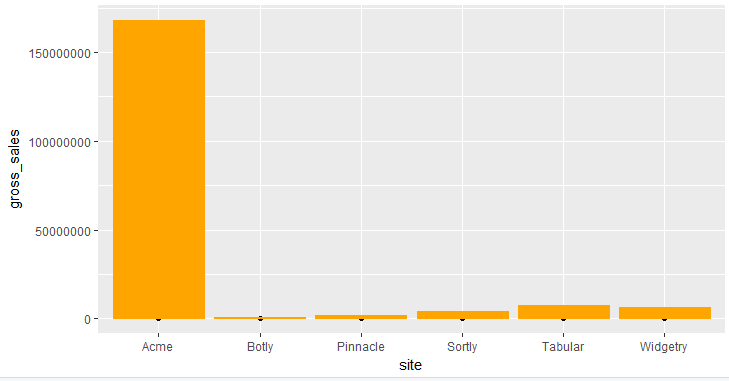 gross_sales
150000000
100000000
50000000
0
Acme Botly Pinnacle Sortly Tabular Widgetry
site